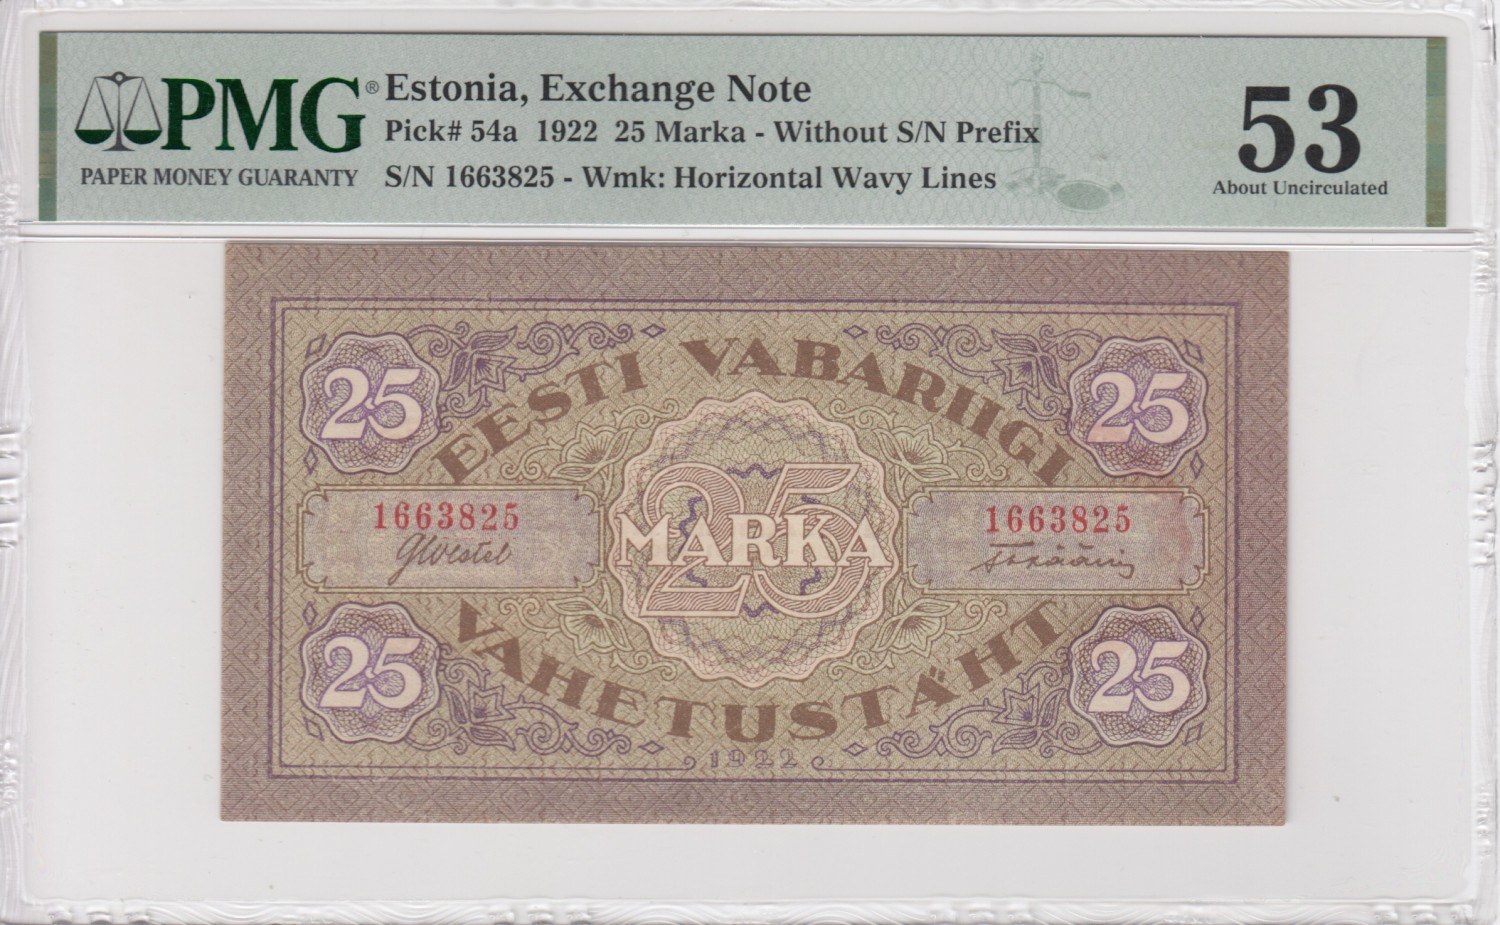 PMG®
PAPER MONEY GUARANTY
Estonia, Exchange Note
Pick# 54a 1922 25 Marka - Without S/N Prefix
S/N 1663825 - Wmk: Horizontal Wavy Lines
53
About Uncirculated
EESTI VABARIIGI
25
25
1663825
25
MARKA
1663825
25
25
VAHETUSTÄHT
1922